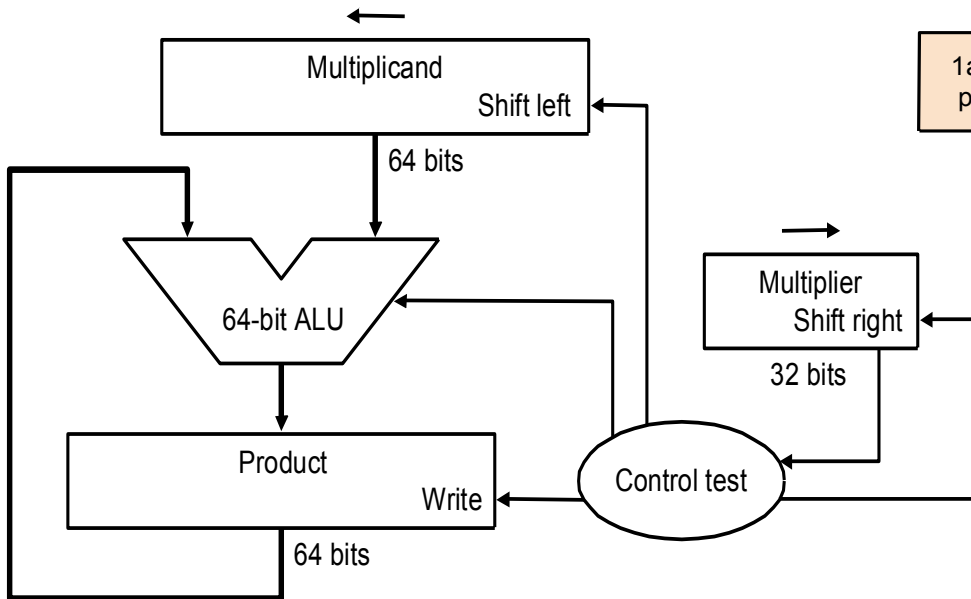 Multiplicand
Shift left
64 bits
1a
p
Multiplier
Shift right
64-bit ALU
32 bits
Product
Write
Control test
64 bits